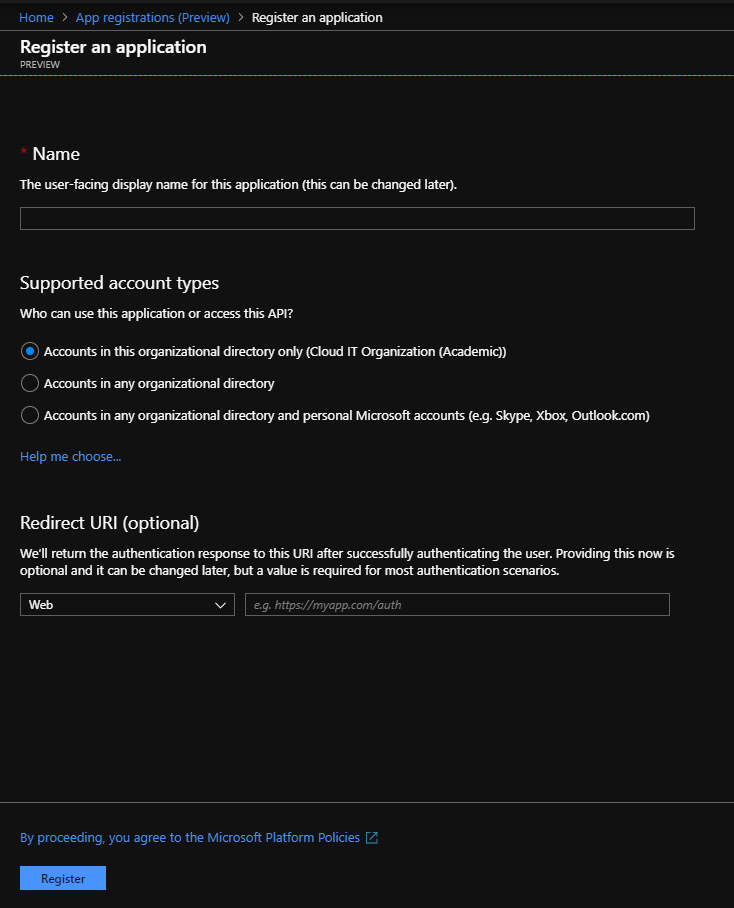 Home > App registrations (Preview) > Register an application
Register an application
PREVIEW
* Name
The user-facing display name for this application (this can be changed later).
Supported account types
Who can use this application or access this API?
Accounts in this organizational directory only (Cloud IT Organization (Academic))
Accounts in any organizational directory
Accounts in any organizational directory and personal Microsoft accounts (e.g. Skype, Xbox, Outlook.com)
Help me choose...
Redirect URI (optional)
We'll return the authentication response to this URI after successfully authenticating the user. Providing this now is
optional and it can be changed later, but a value is required for most authentication scenarios.
Web e.g. https://myapp.com/auth
By proceeding, you agree to the Microsoft Platform Policies
Register